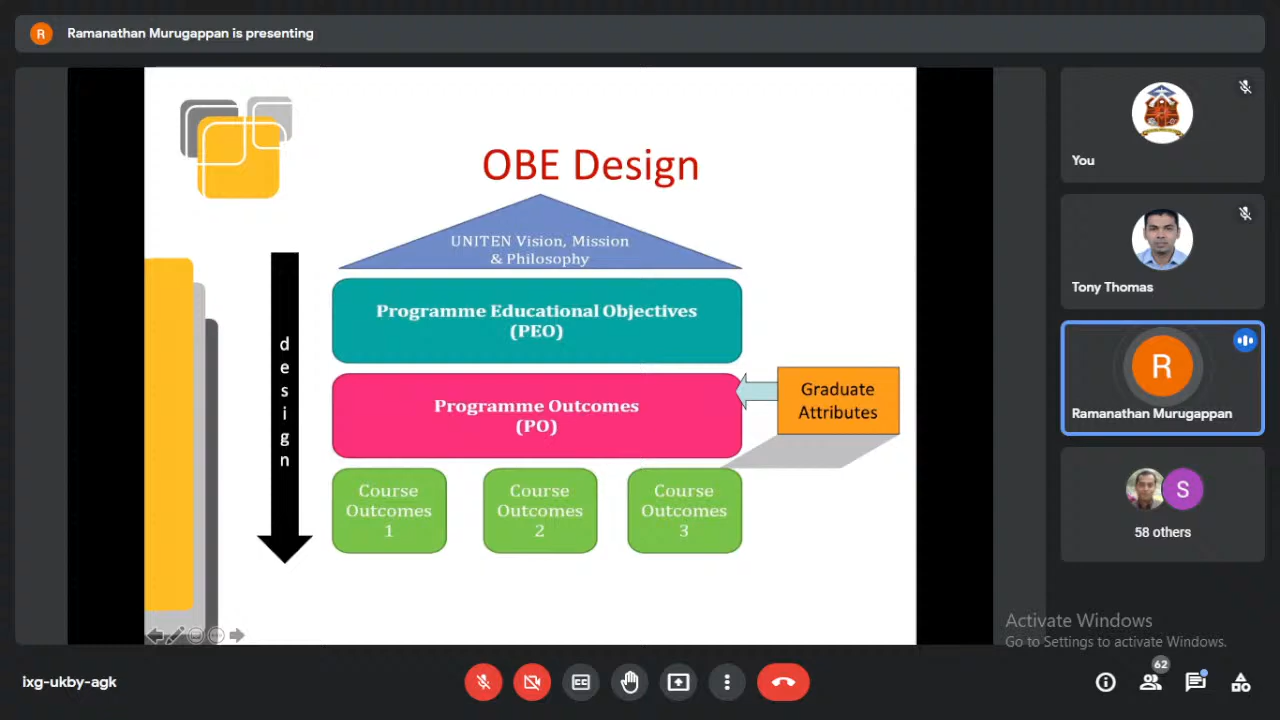 R
Ramanathan Murugappan is presenting
OBE Design
UNITEN Vision, Mission
& Philosophy
design
Programme Educational Objectives
(PEO)
Programme Outcomes
(PO)
Graduate
Attributes
Course
Outcomes
1
Course
Outcomes
2
Course
Outcomes
3
You
Tony Thomas
R
Ramanathan Murugappan
S
58 others
Activate Windows
Go to Settings to activate Windows.
ixg-ukby-agk
CC
62